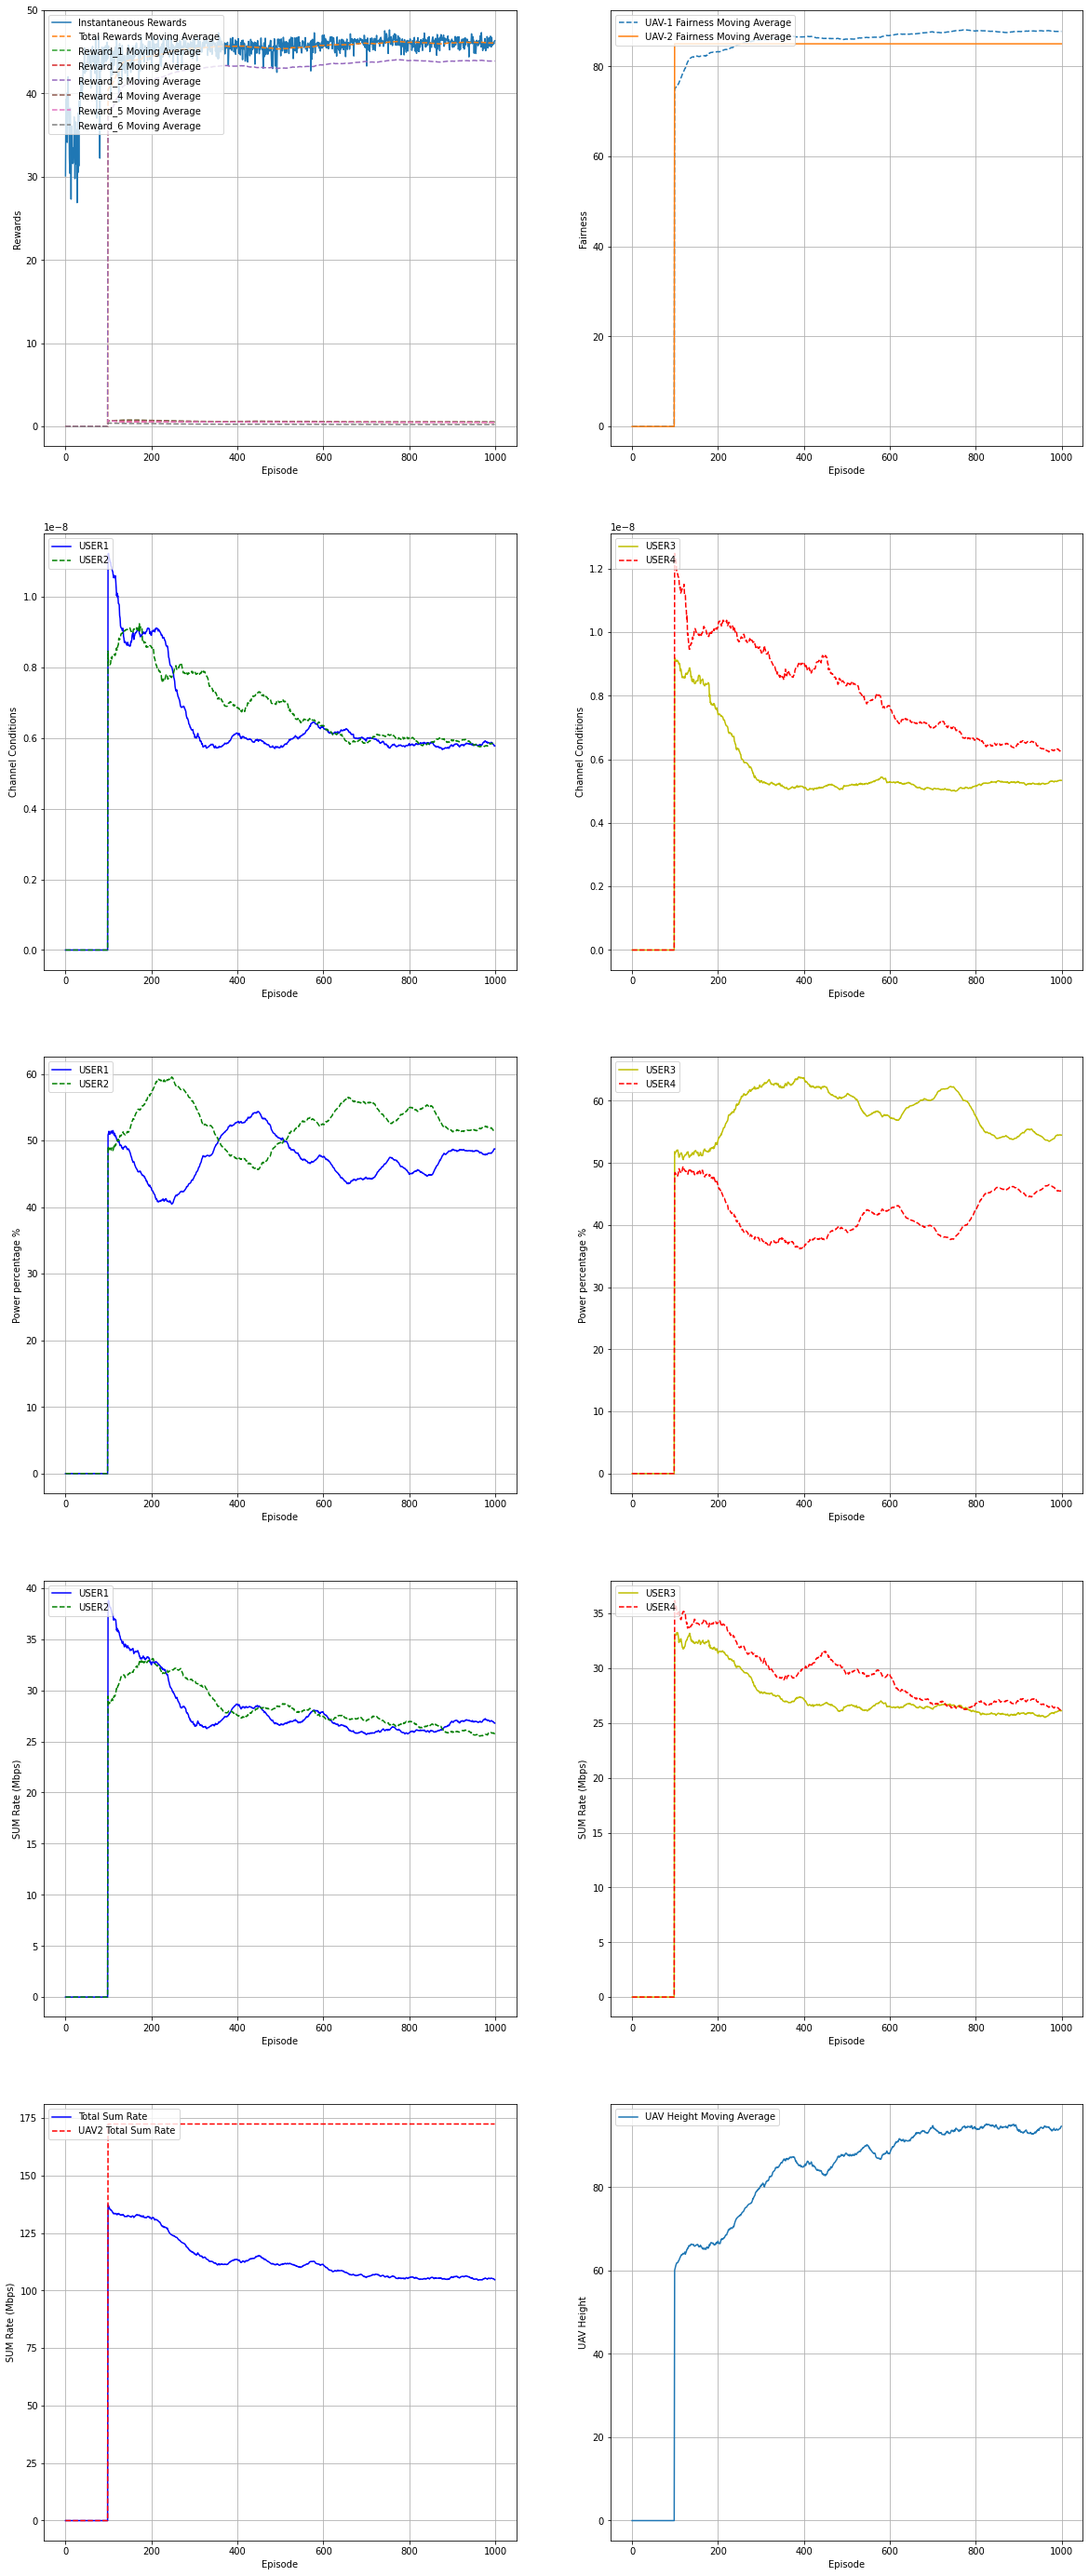 Instantaneous Rewards
Total Rewards Moving Average
Reward_1 Moving Average
Reward_2 Moving Average
Reward_3 Moving Average
Reward_4 Moving Average
Reward_5 Moving Average
Reward_6 Moving Average
50
40
30
20
10
0
Rewards
0 200 400 600 800 1000
Episode
UAV-1 Fairness Moving Average
UAV-2 Fairness Moving Average
80
60
40
20
0
Fairness
0 200 400 600 800 1000
Episode
1e−8
USER1
USER2
1.0
0.8
0.6
0.4
0.2
0.0
Channel Conditions
0 200 400 600 800 1000
Episode
1e−8
USER3
USER4
1.2
1.0
0.8
0.6
0.4
0.2
0.0
Channel Conditions
0 200 400 600 800 1000
Episode
USER1
USER2
60
50
40
30
20
10
0
Power percentage %
0 200 400 600 800 1000
Episode
USER3
USER4
60
50
40
30
20
10
0
Power percentage %
0 200 400 600 800 1000
Episode
USER1
USER2
40
35
30
25
20
15
10
5
0
SUM Rate (Mbps)
0 200 400 600 800 1000
Episode
USER3
USER4
35
30
25
20
15
10
5
0
SUM Rate (Mbps)
0 200 400 600 800 1000
Episode
Total Sum Rate
UAV2 Total Sum Rate
175
150
125
100
75
50
25
0
SUM Rate (Mbps)
0 200 400 600 800 1000
Episode
UAV Height Moving Average
80
60
40
20
0
UAV Height
0 200 400 600 800 1000
Episode